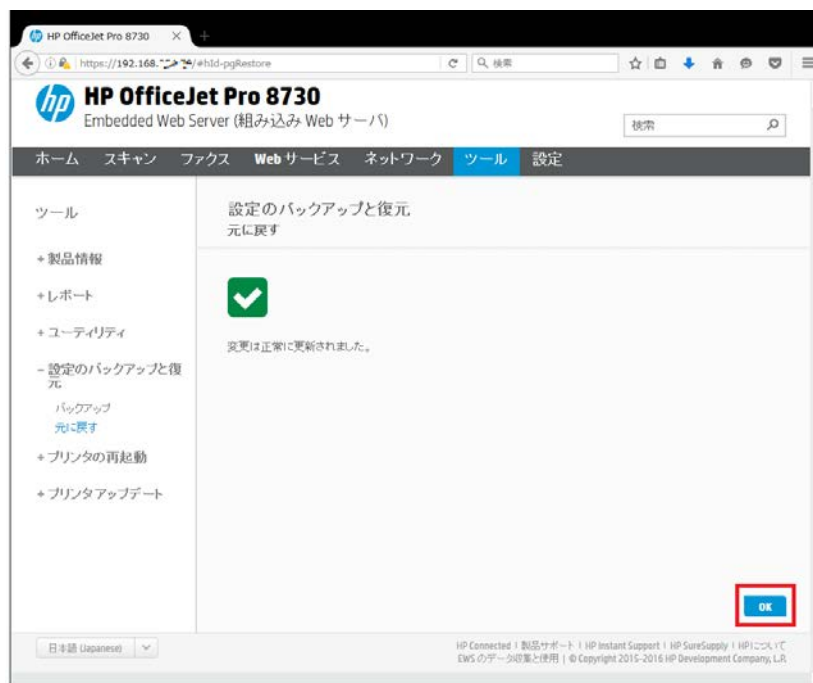 HP OfficeJet Pro 8730
https://192.168. /#hId-pgRestore
検索
hp
HP OfficeJet Pro 8730
Embedded Web Server (組み込み Web サーバ)
検索
ホーム スキャン ファクス Web サービス ネットワーク ツール 設定
ツール
設定のバックアップと復元
元に戻す
+ 製品情報
+ レポート
+ ユーティリティ
変更は正常に更新されました。
- 設定のバックアップと復
元
バックアップ
元に戻す
+ プリンタの再起動
+ プリンタアップデート
OK
日本語 (Japanese)
HP Connected | 製品サポート | HP Instant Support | HP SureSupply | HPについて
EWS のデータ収集と使用 | © Copyright 2015-2016 HP Development Company, L.P.